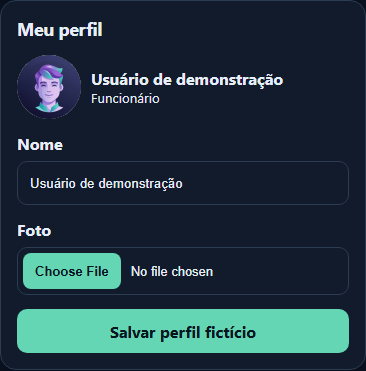 Meu perfil
Usuário de demonstração
Funcionário
Nome
Usuário de demonstração
Foto
Choose File No file chosen
Salvar perfil fictício